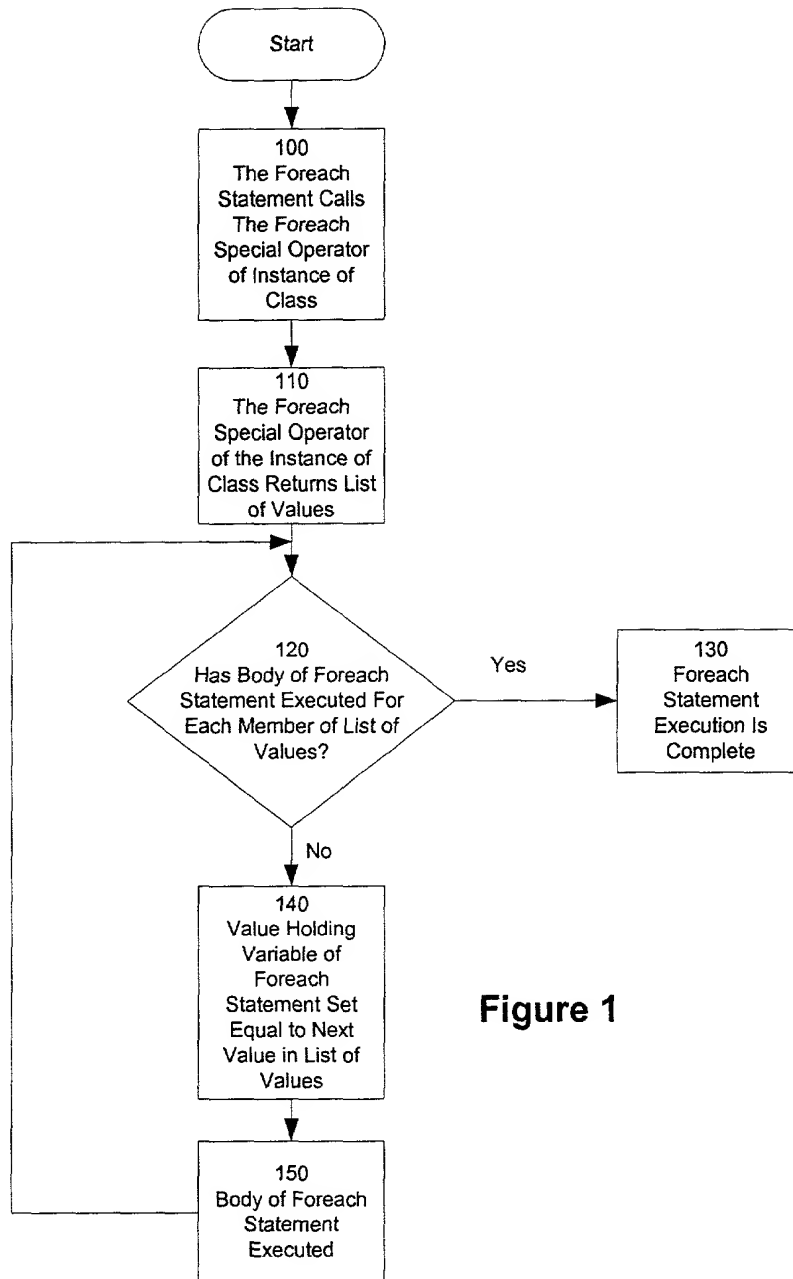 Start
100
The Foreach
Statement Calls
The Foreach
Special Operator
of Instance of
Class
110
The Foreach
Special Operator
of the Instance of
Class Returns List
of Values
120
Has Body of Foreach
Statement Executed For
Each Member of List of
Values?
Yes
130
Foreach
Statement
Execution Is
Complete
No
140
Value Holding
Variable of
Foreach
Statement Set
Equal to Next
Value in List of
Values
Figure 1
150
Body of Foreach
Statement
Executed